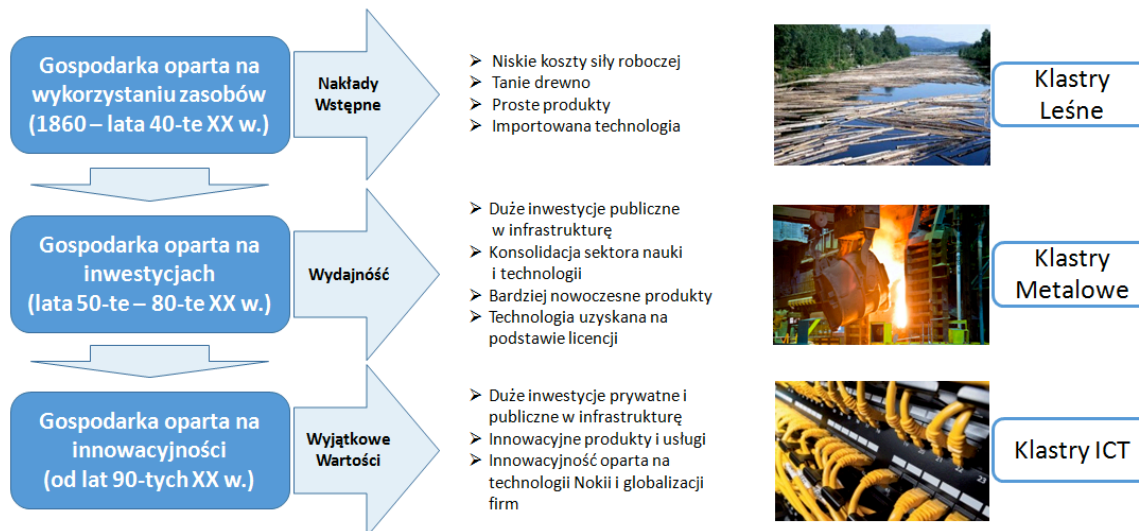 Gospodarka oparta na
wykorzystaniu zasobów
(1860 – lata 40-te XX w.)
Nakłady
Wstępne
➢ Niskie koszty siły roboczej
➢ Tanie drewno
➢ Proste produkty
➢ Importowana technologia
Klastry
Leśne
Gospodarka oparta na
inwestycjach
(lata 50-te – 80-te XX w.)
Wydajność
➢ Duże inwestycje publiczne
w infrastrukturę
➢ Konsolidacja sektora nauki
i technologii
➢ Bardziej nowoczesne produkty
➢ Technologia uzyskana na
podstawie licencji
Klastry
Metalowe
Gospodarka oparta na
innowacyjności
(od lat 90-tych XX w.)
Wyjątkowe
Wartości
➢ Duże inwestycje prywatne i
publiczne w infrastrukturę
➢ Innowacyjne produkty i usługi
➢ Innowacyjność oparta na
technologii Nokii i globalizacji
firm
Klastry ICT